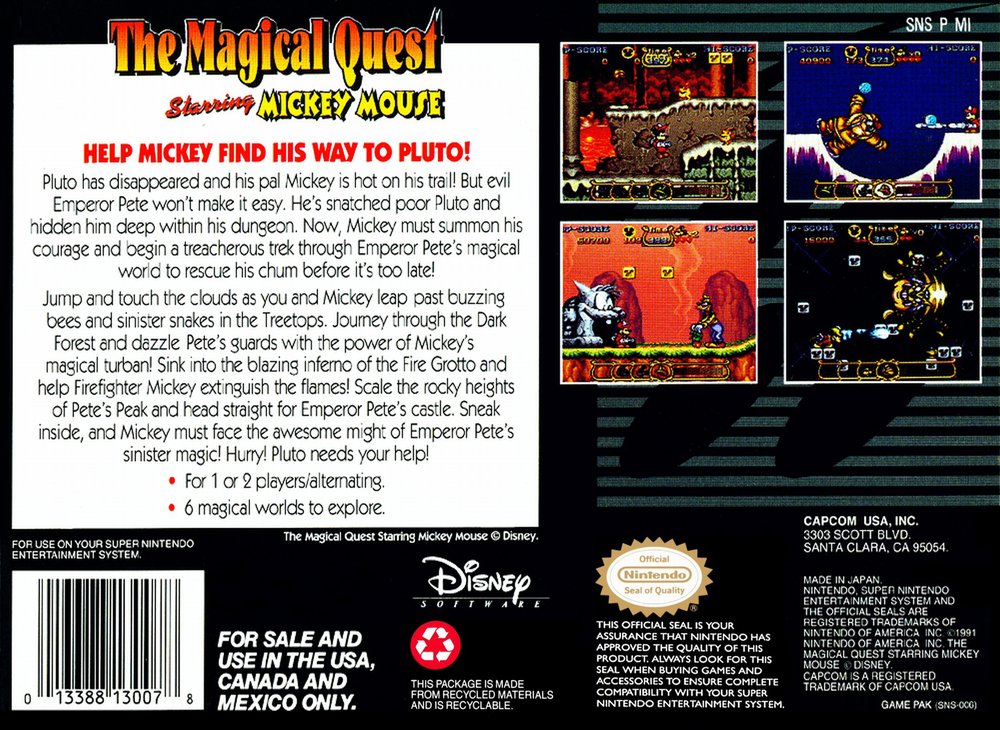 SNS P MI
The Magical Quest
Starring MICKEY MOUSE
HELP MICKEY FIND HIS WAY TO PLUTO!
Pluto has disappeared and his pal Mickey is hot on his trail! But evil
Emperor Pete won't make it easy. He's snatched poor Pluto and
hidden him deep within his dungeon. Now, Mickey must summon his
courage and begin a treacherous trek through Emperor Pete's magical
world to rescue his chum before it's too late!
Jump and touch the clouds as you and Mickey leap past buzzing
bees and sinister snakes in the Treetops. Journey through the Dark
Forest and dazzle Pete's guards with the power of Mickey's
magical turban! Sink into the blazing inferno of the Fire Grotto and
help Firefighter Mickey extinguish the flames! Scale the rocky heights
of Pete's Peak and head straight for Emperor Pete's castle. Sneak
inside, and Mickey must face the awesome might of Emperor Pete's
sinister magic! Hurry! Pluto needs your help!
• For 1 or 2 players/alternating.
• 6 magical worlds to explore.
The Magical Quest Starring Mickey Mouse © Disney.
FOR USE ON YOUR SUPER NINTENDO
ENTERTAINMENT SYSTEM.
0 13388 13007 8
FOR SALE AND
USE IN THE USA,
CANADA AND
MEXICO ONLY.
Disney
SOFTWARE
THIS PACKAGE IS MADE
FROM RECYCLED MATERIALS
AND IS RECYCLABLE.
P-SCORE
HI-SCORE
P-SCORE
HI-SCORE
40900
373
P-SCORE
HI-SCORE
P-SCORE
HI-SCORE
Official
Nintendo
Seal of Quality
®
THIS OFFICIAL SEAL IS YOUR
ASSURANCE THAT NINTENDO HAS
APPROVED THE QUALITY OF THIS
PRODUCT. ALWAYS LOOK FOR THIS
SEAL WHEN BUYING GAMES AND
ACCESSORIES TO ENSURE COMPLETE
COMPATIBILITY WITH YOUR SUPER
NINTENDO ENTERTAINMENT SYSTEM.
CAPCOM USA, INC.
3303 SCOTT BLVD.
SANTA CLARA, CA 95054.
MADE IN JAPAN.
NINTENDO, SUPER NINTENDO
ENTERTAINMENT SYSTEM AND
THE OFFICIAL SEALS ARE
REGISTERED TRADEMARKS OF
NINTENDO OF AMERICA INC. ©1991
NINTENDO OF AMERICA INC. THE
MAGICAL QUEST STARRING MICKEY
MOUSE © DISNEY.
CAPCOM IS A REGISTERED
TRADEMARK OF CAPCOM USA.
GAME PAK (SNS-006)